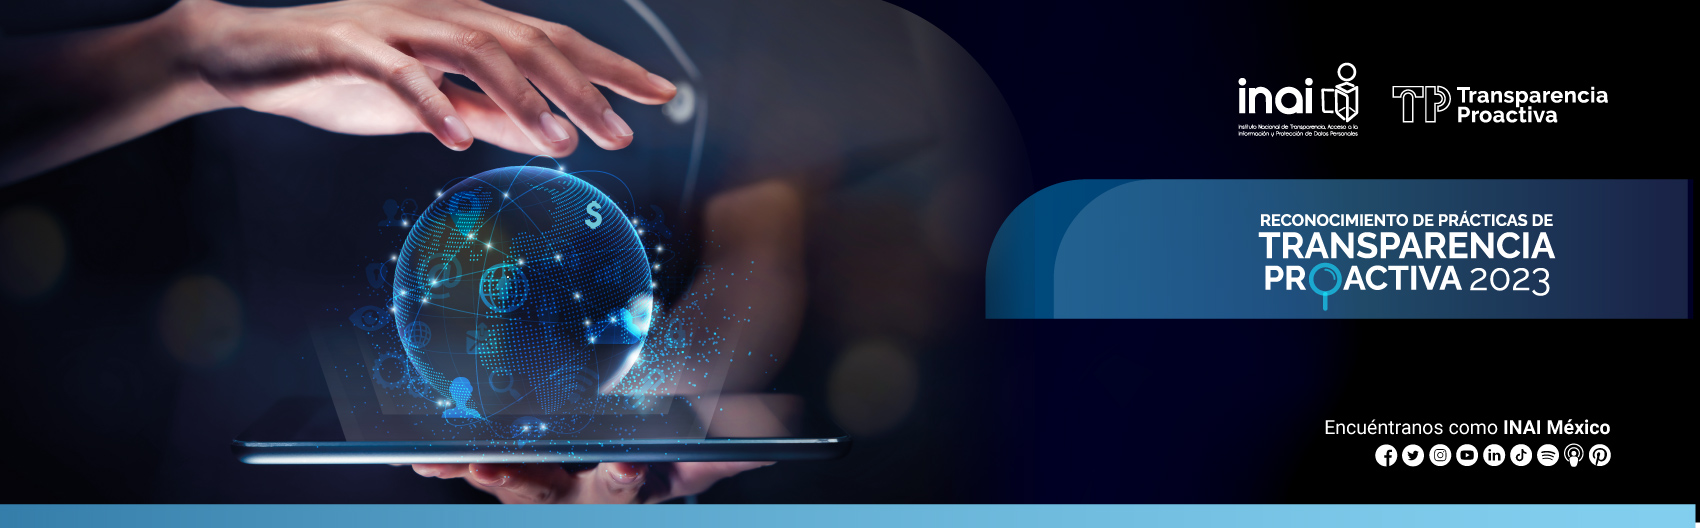 inai
Instituto Nacional de Transparencia, Acceso a la
Información y Protección de Datos Personales
TP Transparencia
Proactiva
RECONOCIMIENTO DE PRÁCTICAS DE
TRANSPARENCIA
PROACTIVA 2023
Encuéntranos como INAI México
$
@